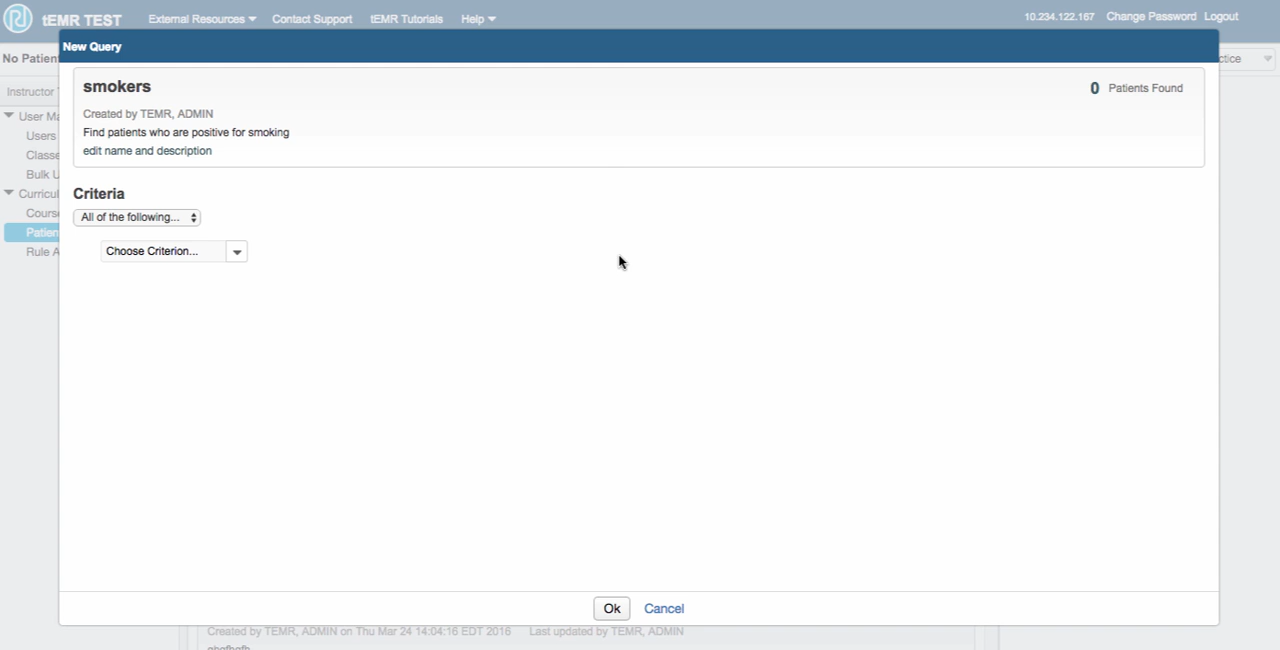 tEMR TEST External Resources Contact Support tEMR Tutorials Help 10.234.122.167 Change Password Logout
New Query
No Patien
ctice
smokers
0 Patients Found
Instructor
Created by TEMR, ADMIN
User Ma
Find patients who are positive for smoking
Users
edit name and description
Classe
Bulk U
Criteria
Curricul
Course
All of the following...
Patien
Rule A
Choose Criterion...
Ok Cancel
Created by TEMR, ADMIN on Thu Mar 24 14:04:16 EDT 2016 Last updated by TEMR, ADMIN